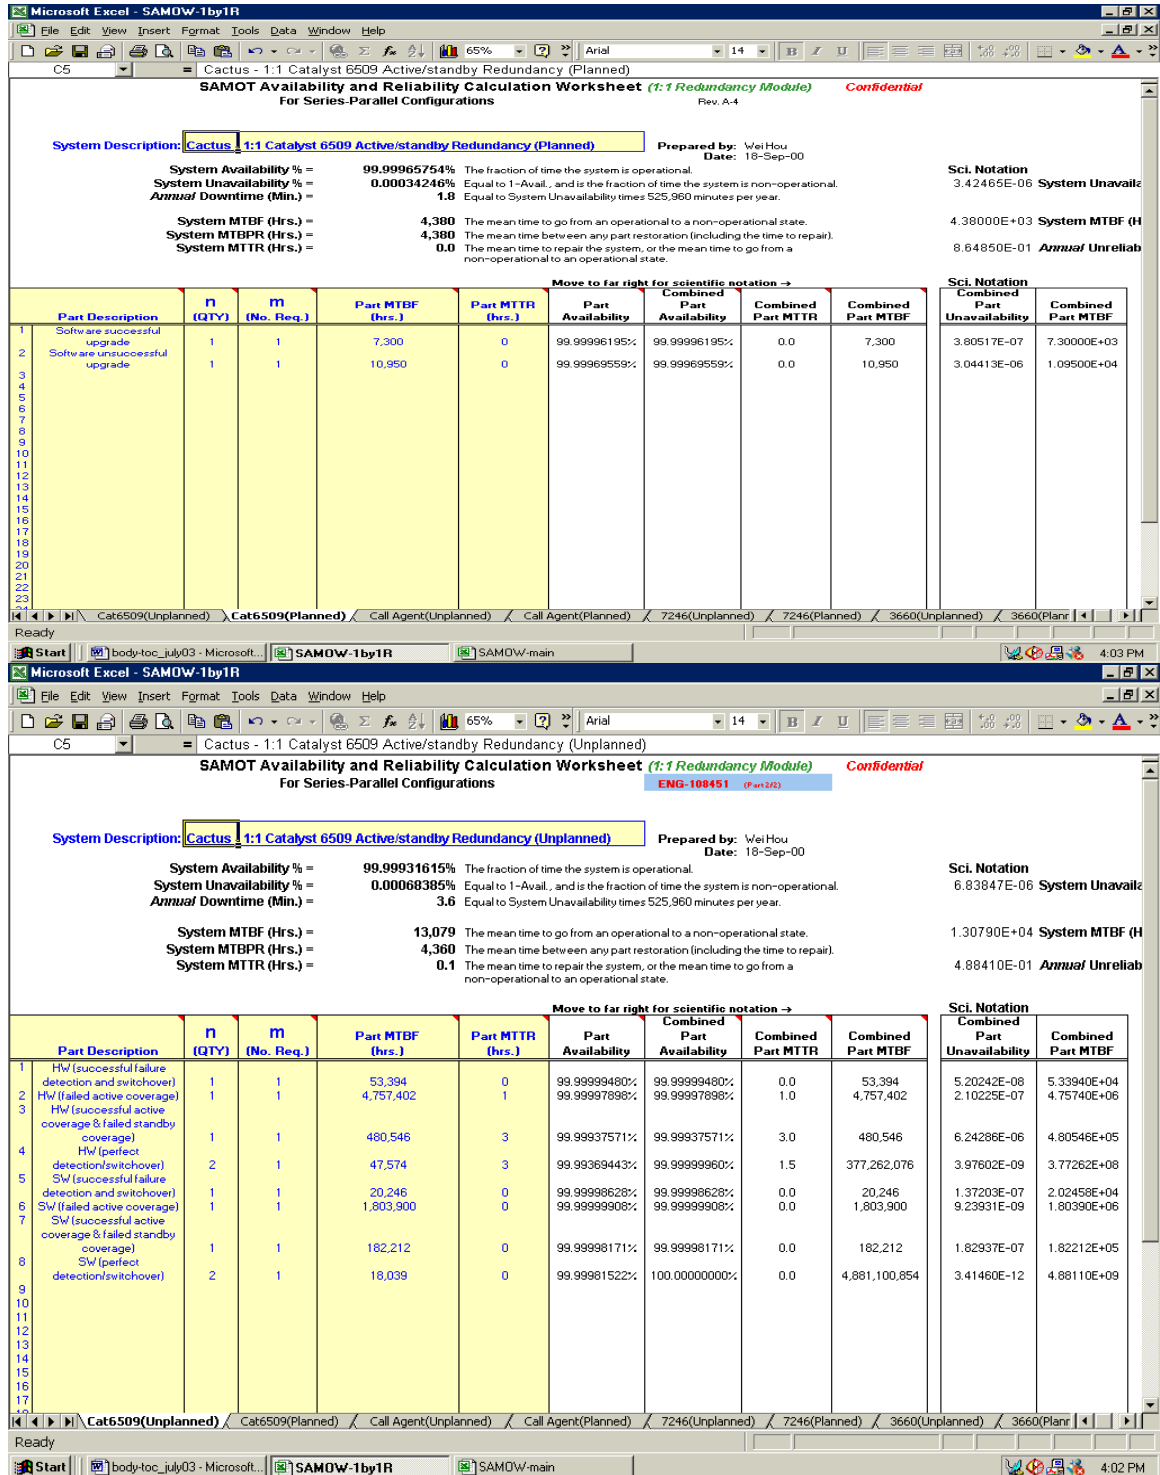 Microsoft Excel - SAMOW-1by1R
File Edit View Insert Format Tools Data Window Help
65% Arial 14 B I U
C5 = Cactus - 1:1 Catalyst 6509 Active/standby Redundancy (Planned)
SAMOT Availability and Reliability Calculation Worksheet (1:1 Redundancy Module) Confidential
For Series-Parallel Configurations Rev. A-4
System Description: Cactus 1:1 Catalyst 6509 Active/standby Redundancy (Planned) Prepared by: Wei Hou
Date: 18-Sep-00
System Availability % = 99.99965754% The fraction of time the system is operational. Sci. Notation
System Unavailability % = 0.00034246% Equal to 1-Avail., and is the fraction of time the system is non-operational. 3.42465E-06 System Unavaila
Annual Downtime (Min.) = 1.8 Equal to System Unavailability times 525,960 minutes per year.
System MTBF (Hrs.) = 4,380 The mean time to go from an operational to a non-operational state. 4.38000E+03 System MTBF (H
System MTBPR (Hrs.) = 4,380 The mean time between any part restoration (including the time to repair).
System MTTR (Hrs.) = 0.0 The mean time to repair the system, or the mean time to go from a 8.64850E-01 Annual Unreliab
non-operational to an operational state.
Move to far right for scientific notation → Sci. Notation
Part Description n (QTY) m (No. Req.) Part MTBF (hrs.) Part MTTR (hrs.) Part Availability Combined Part Availability Combined Part MTTR Combined Part MTBF Combined Part Unavailability Combined Part MTBF
1 Software successful
upgrade 1 1 7,300 0 99.99996195% 99.99996195% 0.0 7,300 3.80517E-07 7.30000E+03
2 Software unsuccessful
upgrade 1 1 10,950 0 99.99969559% 99.99969559% 0.0 10,950 3.04413E-06 1.09500E+04
3
4
5
6
7
8
9
10
11
12
13
14
15
16
17
18
19
20
21
22
23
Cat6509(Unplanned) Cat6509(Planned) Call Agent(Unplanned) Call Agent(Planned) 7246(Unplanned) 7246(Planned) 3660(Unplanned) 3660(Planr
Ready
Start body-toc_july03 - Microsoft... SAMOW-1by1R SAMOW-main 4:03 PM
Microsoft Excel - SAMOW-1by1R
File Edit View Insert Format Tools Data Window Help
65% Arial 14 B I U
C5 = Cactus - 1:1 Catalyst 6509 Active/standby Redundancy (Unplanned)
SAMOT Availability and Reliability Calculation Worksheet (1:1 Redundancy Module) Confidential
For Series-Parallel Configurations ENG-108451 (Part 2/2)
System Description: Cactus 1:1 Catalyst 6509 Active/standby Redundancy (Unplanned) Prepared by: Wei Hou
Date: 18-Sep-00
System Availability % = 99.99931615% The fraction of time the system is operational. Sci. Notation
System Unavailability % = 0.00068385% Equal to 1-Avail., and is the fraction of time the system is non-operational. 6.83847E-06 System Unavaila
Annual Downtime (Min.) = 3.6 Equal to System Unavailability times 525,960 minutes per year.
System MTBF (Hrs.) = 13,079 The mean time to go from an operational to a non-operational state. 1.30790E+04 System MTBF (H
System MTBPR (Hrs.) = 4,360 The mean time between any part restoration (including the time to repair).
System MTTR (Hrs.) = 0.1 The mean time to repair the system, or the mean time to go from a 4.88410E-01 Annual Unreliab
non-operational to an operational state.
Move to far right for scientific notation → Sci. Notation
Part Description n (QTY) m (No. Req.) Part MTBF (hrs.) Part MTTR (hrs.) Part Availability Combined Part Availability Combined Part MTTR Combined Part MTBF Combined Part Unavailability Combined Part MTBF
1 HW (successful failure
detection and switchover) 1 1 53,394 0 99.99999480% 99.99999480% 0.0 53,394 5.20242E-08 5.33940E+04
2 HW (failed active coverage) 1 1 4,757,402 1 99.99997898% 99.99997898% 1.0 4,757,402 2.10225E-07 4.75740E+06
3 HW (successful active
coverage & failed standby
coverage) 1 1 480,546 3 99.99937571% 99.99937571% 3.0 480,546 6.24286E-06 4.80546E+05
4 HW (perfect
detection/switchover) 2 1 47,574 3 99.99369443% 99.99999960% 1.5 377,262,076 3.97602E-09 3.77262E+08
5 SW (successful failure
detection and switchover) 1 1 20,246 0 99.99998628% 99.99998628% 0.0 20,246 1.37203E-07 2.02458E+04
6 SW (failed active coverage) 1 1 1,803,900 0 99.99999908% 99.99999908% 0.0 1,803,900 9.23931E-09 1.80390E+06
7 SW (successful active
coverage & failed standby
coverage) 1 1 182,212 0 99.99998171% 99.99998171% 0.0 182,212 1.82937E-07 1.82212E+05
8 SW (perfect
detection/switchover) 2 1 18,039 0 99.99981522% 100.00000000% 0.0 4,881,100,854 3.41460E-12 4.88110E+09
9
10
11
12
13
14
15
16
17
Cat6509(Unplanned) Cat6509(Planned) Call Agent(Unplanned) Call Agent(Planned) 7246(Unplanned) 7246(Planned) 3660(Unplanned) 3660(Planr
Ready
Start body-toc_july03 - Microsoft... SAMOW-1by1R SAMOW-main 4:02 PM